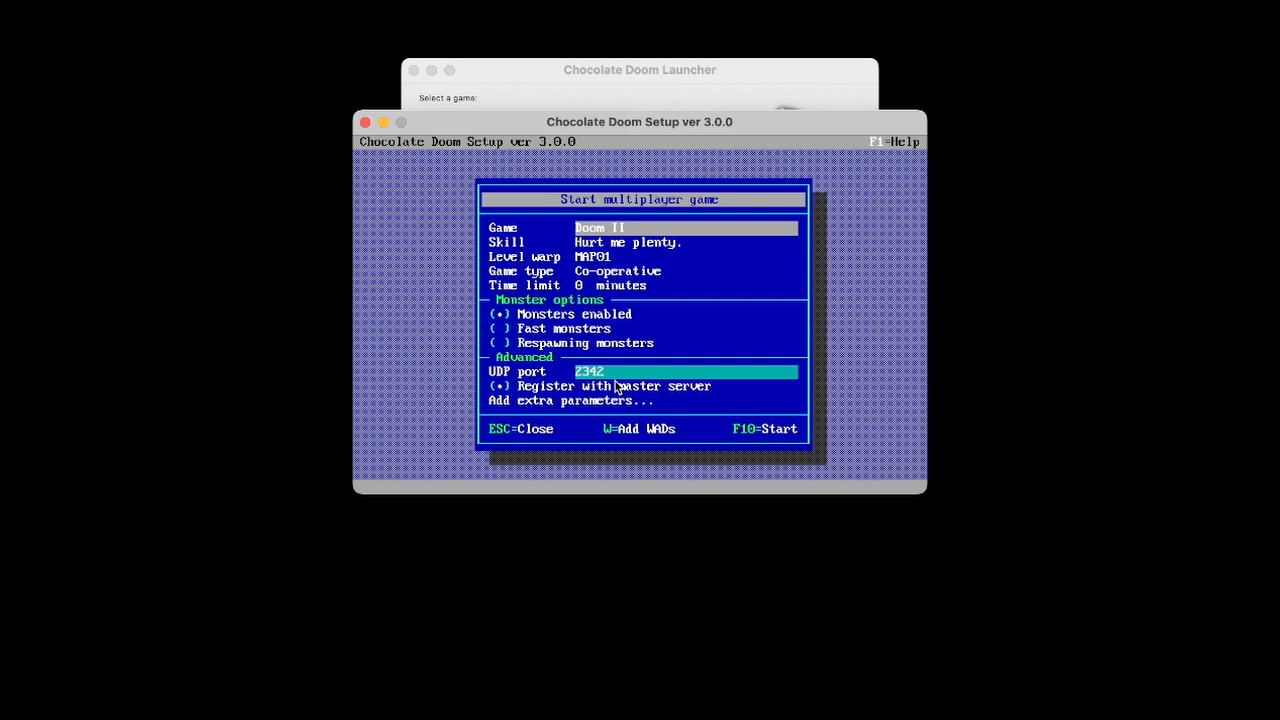 Chocolate Doom Launcher
Select a game:
Chocolate Doom Setup ver 3.0.0
Chocolate Doom Setup ver 3.0.0 F1=Help
Start multiplayer game
Game Doom II
Skill Hurt me plenty.
Level warp MAP01
Game type Co-operative
Time limit 0 minutes
Monster options
(•) Monsters enabled
( ) Fast monsters
( ) Respawning monsters
Advanced
UDP port 2342
(•) Register with master server
Add extra parameters...
ESC=Close W=Add WADs F10=Start